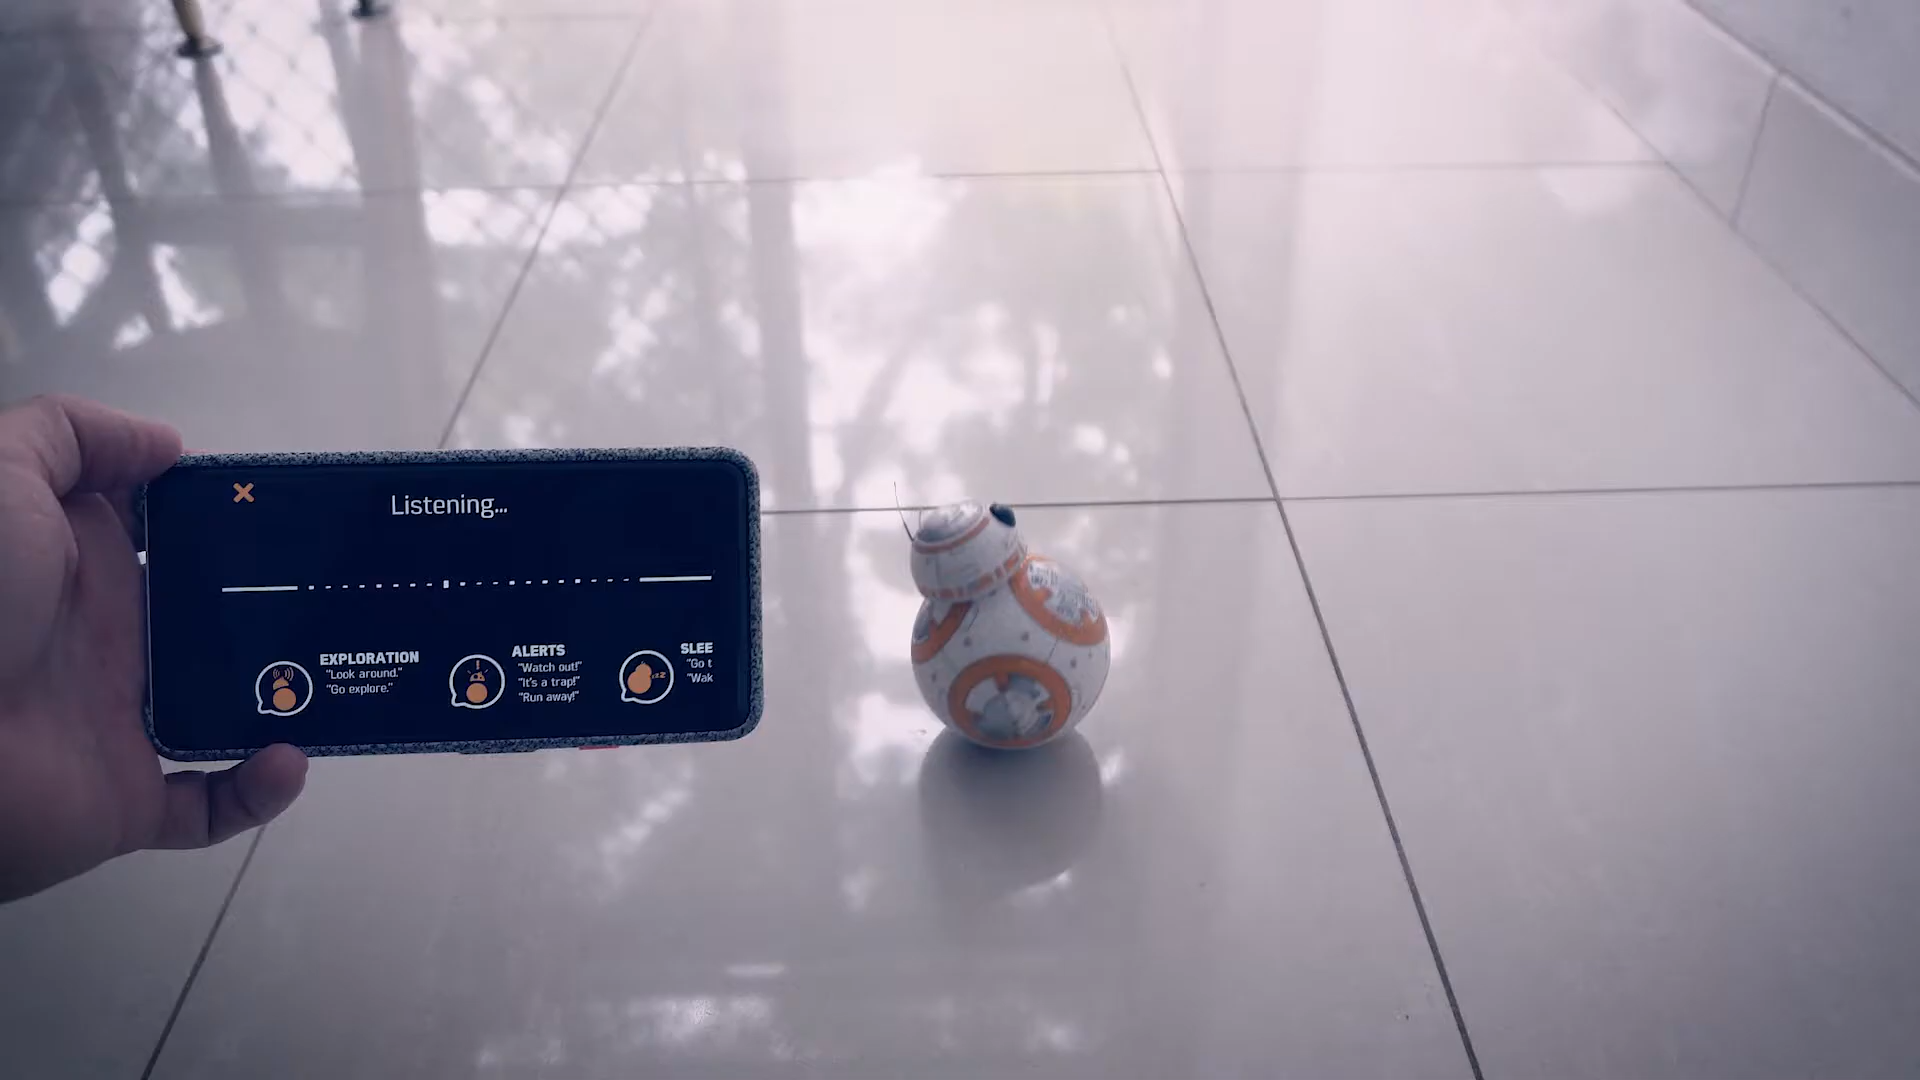 Listening...
EXPLORATION
"Look around."
"Go explore."
ALERTS
"Watch out!"
"It's a trap!"
"Run away!"
SLEE
"Go t
"Wak